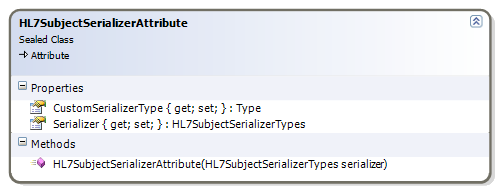 HL7SubjectSerializerAttribute
Sealed Class
Attribute
Properties
CustomSerializerType { get; set; } : Type
Serializer { get; set; } : HL7SubjectSerializerTypes
Methods
HL7SubjectSerializerAttribute(HL7SubjectSerializerTypes serializer)